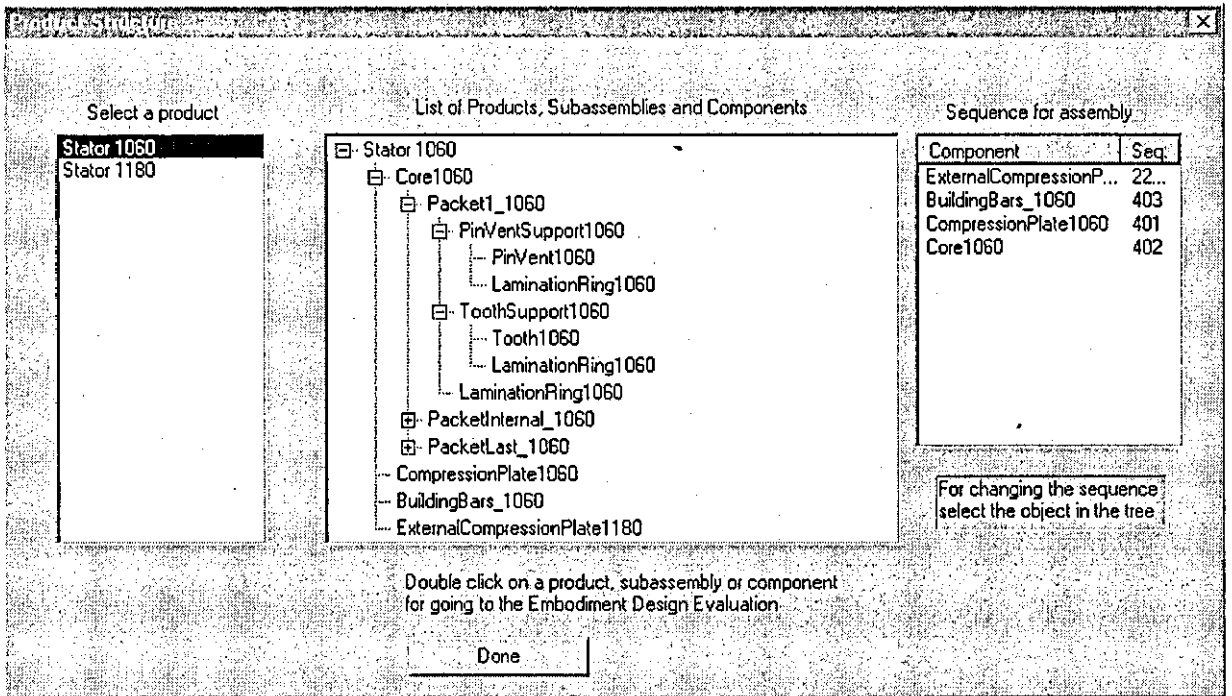 Product Structure
Select a product
Stator 1060
Stator 1180
List of Products, Subassemblies and Components
Stator 1060
Core1060
Packet1_1060
PinVentSupport1060
PinVent1060
LaminationRing1060
ToothSupport1060
Tooth1060
LaminationRing1060
LaminationRing1060
PacketInternal_1060
PacketLast_1060
CompressionPlate1060
BuildingBars_1060
ExternalCompressionPlate1180
Sequence for assembly
Component Seq.
ExternalCompressionP... 22...
BuildingBars_1060 403
CompressionPlate1060 401
Core1060 402
For changing the sequence
select the object in the tree
Double click on a product, subassembly or component
for going to the Embodiment Design Evaluation
Done